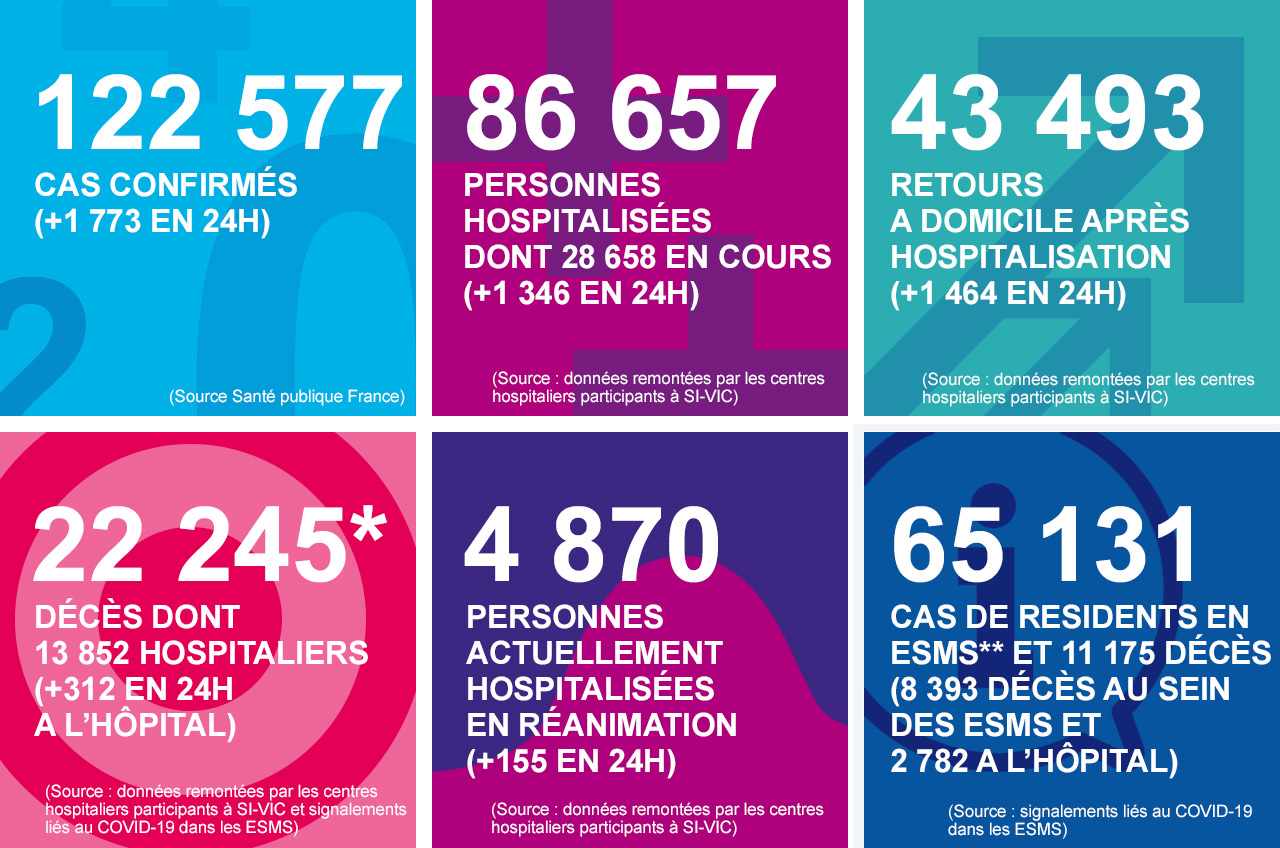 122 577
CAS CONFIRMÉS
(+1 773 EN 24H)
(Source Santé publique France)
86 657
PERSONNES
HOSPITALISÉES
DONT 28 658 EN COURS
(+1 346 EN 24H)
(Source : données remontées par les centres
hospitaliers participants à SI-VIC)
43 493
RETOURS
A DOMICILE APRÈS
HOSPITALISATION
(+1 464 EN 24H)
(Source : données remontées par les centres
hospitaliers participants à SI-VIC)
22 245*
DÉCÈS DONT
13 852 HOSPITALIERS
(+312 EN 24H
A L’HÔPITAL)
(Source : données remontées par les centres
hospitaliers participants à SI-VIC et signalements
liés au COVID-19 dans les ESMS)
4 870
PERSONNES
ACTUELLEMENT
HOSPITALISÉES
EN RÉANIMATION
(+155 EN 24H)
(Source : données remontées par les centres
hospitaliers participants à SI-VIC)
65 131
CAS DE RESIDENTS EN
ESMS** ET 11 175 DÉCÈS
(8 393 DÉCÈS AU SEIN
DES ESMS ET
2 782 A L’HÔPITAL)
(Source : signalements liés au COVID-19
dans les ESMS)